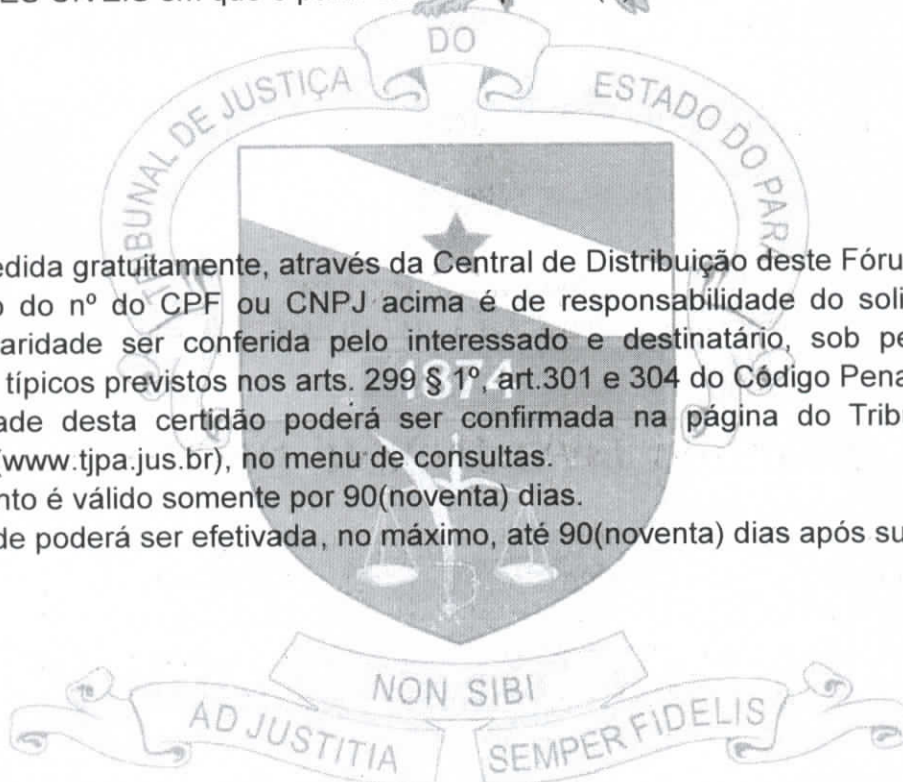 DO
TRIBUNAL DE JUSTIÇA
ESTADO DO PARÁ
edida gratuitamente, através da Central de Distribuição deste Fóru
o do nº do CPF ou CNPJ acima é de responsabilidade do soli
aridade ser conferida pelo interessado e destinatário, sob pe
típicos previstos nos arts. 299 § 1º, art.301 e 304 do Código Pena
1874
ade desta certidão poderá ser confirmada na página do Trib
(www.tjpa.jus.br), no menu de consultas.
nto é válido somente por 90(noventa) dias.
de poderá ser efetivada, no máximo, até 90(noventa) dias após su
NON SIBI
AD JUSTITIA
SEMPER FIDELIS